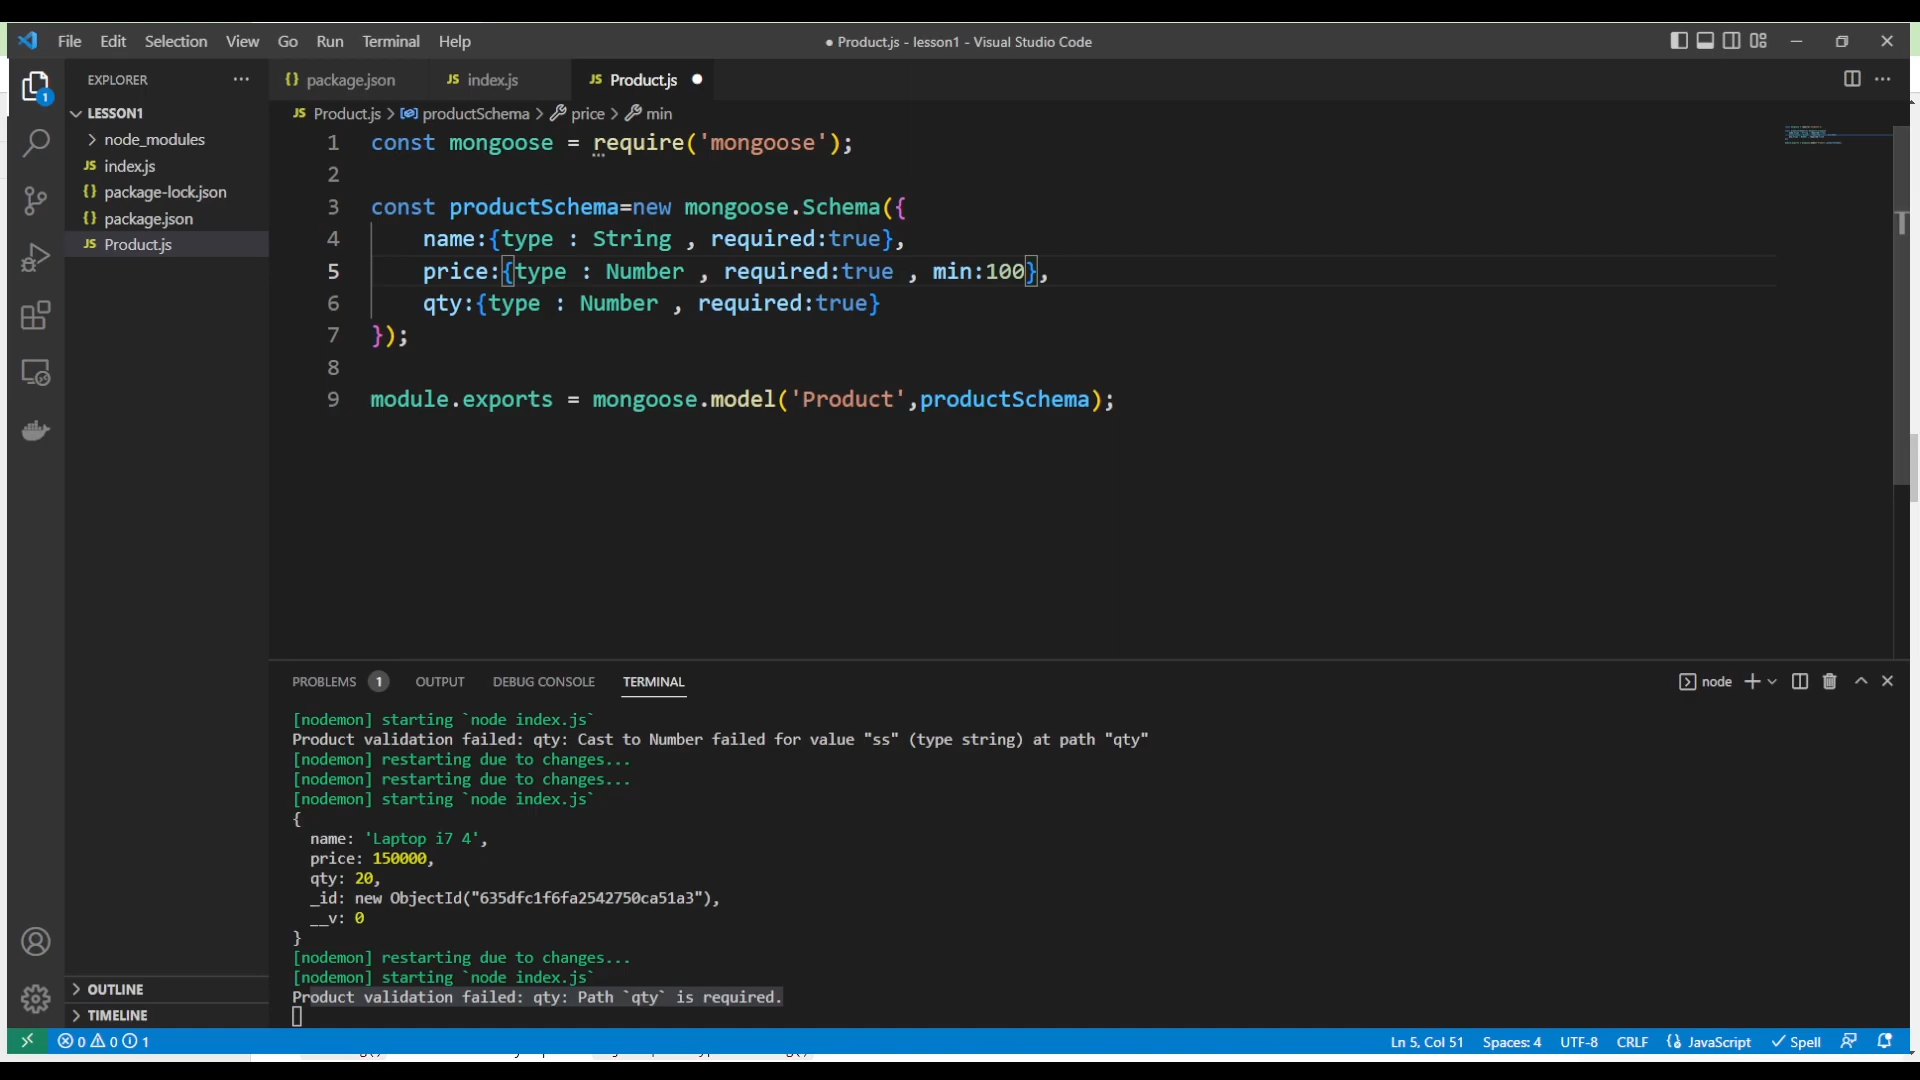 File Edit Selection View Go Run Terminal Help
● Product.js - lesson1 - Visual Studio Code
EXPLORER
package.json
JS index.js
JS Product.js
1
LESSON1
node_modules
JS index.js
{} package-lock.json
{} package.json
JS Product.js
OUTLINE
TIMELINE
JS Product.js > productSchema > price > min
1 const mongoose = require('mongoose');
2
3 const productSchema=new mongoose.Schema({
4 name:{type : String , required:true},
5 price:{type : Number , required:true , min:100},
6 qty:{type : Number , required:true}
7 });
8
9 module.exports = mongoose.model('Product',productSchema);
PROBLEMS 1 OUTPUT DEBUG CONSOLE TERMINAL
node
[nodemon] starting `node index.js`
Product validation failed: qty: Cast to Number failed for value "ss" (type string) at path "qty"
[nodemon] restarting due to changes...
[nodemon] restarting due to changes...
[nodemon] starting `node index.js`
{
name: 'Laptop i7 4',
price: 150000,
qty: 20,
_id: new ObjectId("635dfc1f6fa2542750ca51a3"),
__v: 0
}
[nodemon] restarting due to changes...
[nodemon] starting `node index.js`
Product validation failed: qty: Path `qty` is required.
0 0 1
Ln 5, Col 51 Spaces: 4 UTF-8 CRLF {} JavaScript Spell